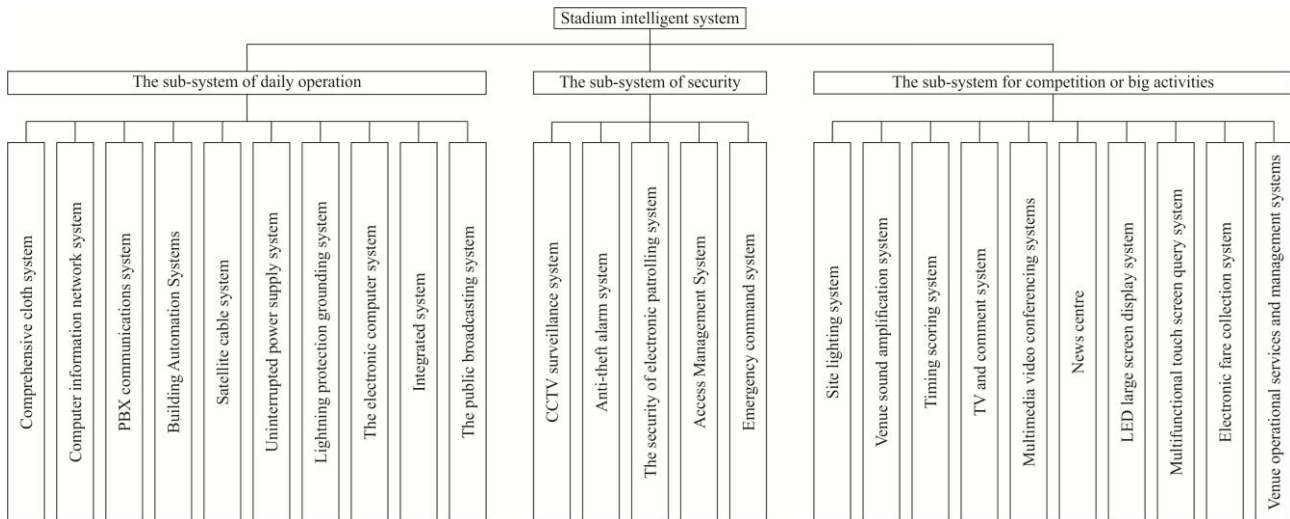 Stadium intelligent system
The sub-system of daily operation
The sub-system of security
The sub-system for competition or big activities
Comprehensive cloth system
Computer information network system
PBX communications system
Building Automation Systems
Satellite cable system
Uninterrupted power supply system
Lightning protection grounding system
The electronic computer system
Integrated system
The public broadcasting system
CCTV surveillance system
Anti-theft alarm system
The security of electronic patrolling system
Access Management System
Emergency command system
Site lighting system
Venue sound amplification system
Timing scoring system
TV and comment system
Multimedia video conferencing systems
News centre
LED large screen display system
Multifunctional touch screen query system
Electronic fare collection system
Venue operational services and management systems